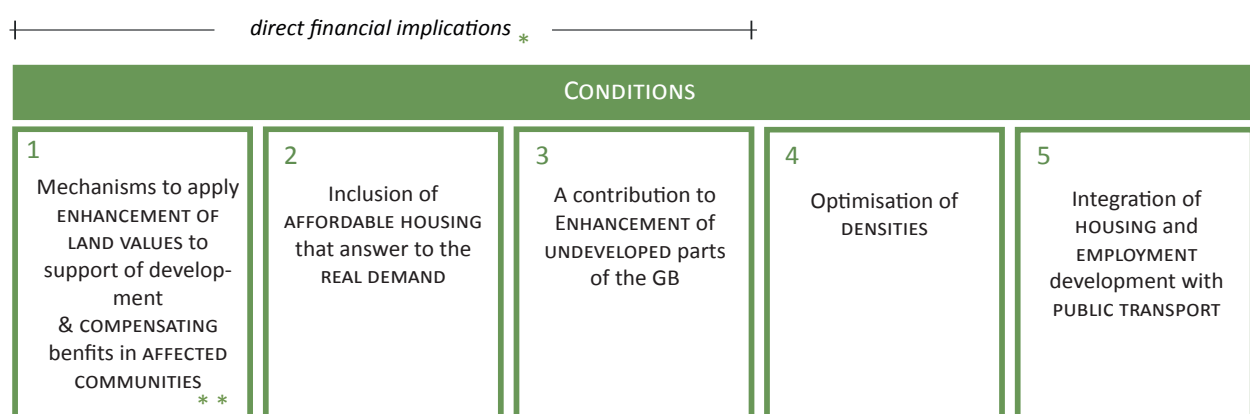 direct financial implications *
CONDITIONS
1
Mechanisms to apply
ENHANCEMENT OF
LAND VALUES to
support of develop-
ment
& COMPENSATING
benfits in AFFECTED
COMMUNITIES
* *
2
Inclusion of
AFFORDABLE HOUSING
that answer to the
REAL DEMAND
3
A contribution to
ENHANCEMENT of
UNDEVELOPED parts
of the GB
4
Optimisation of
DENSITIES
5
Integration of
HOUSING and
EMPLOYMENT
development with
PUBLIC TRANSPORT